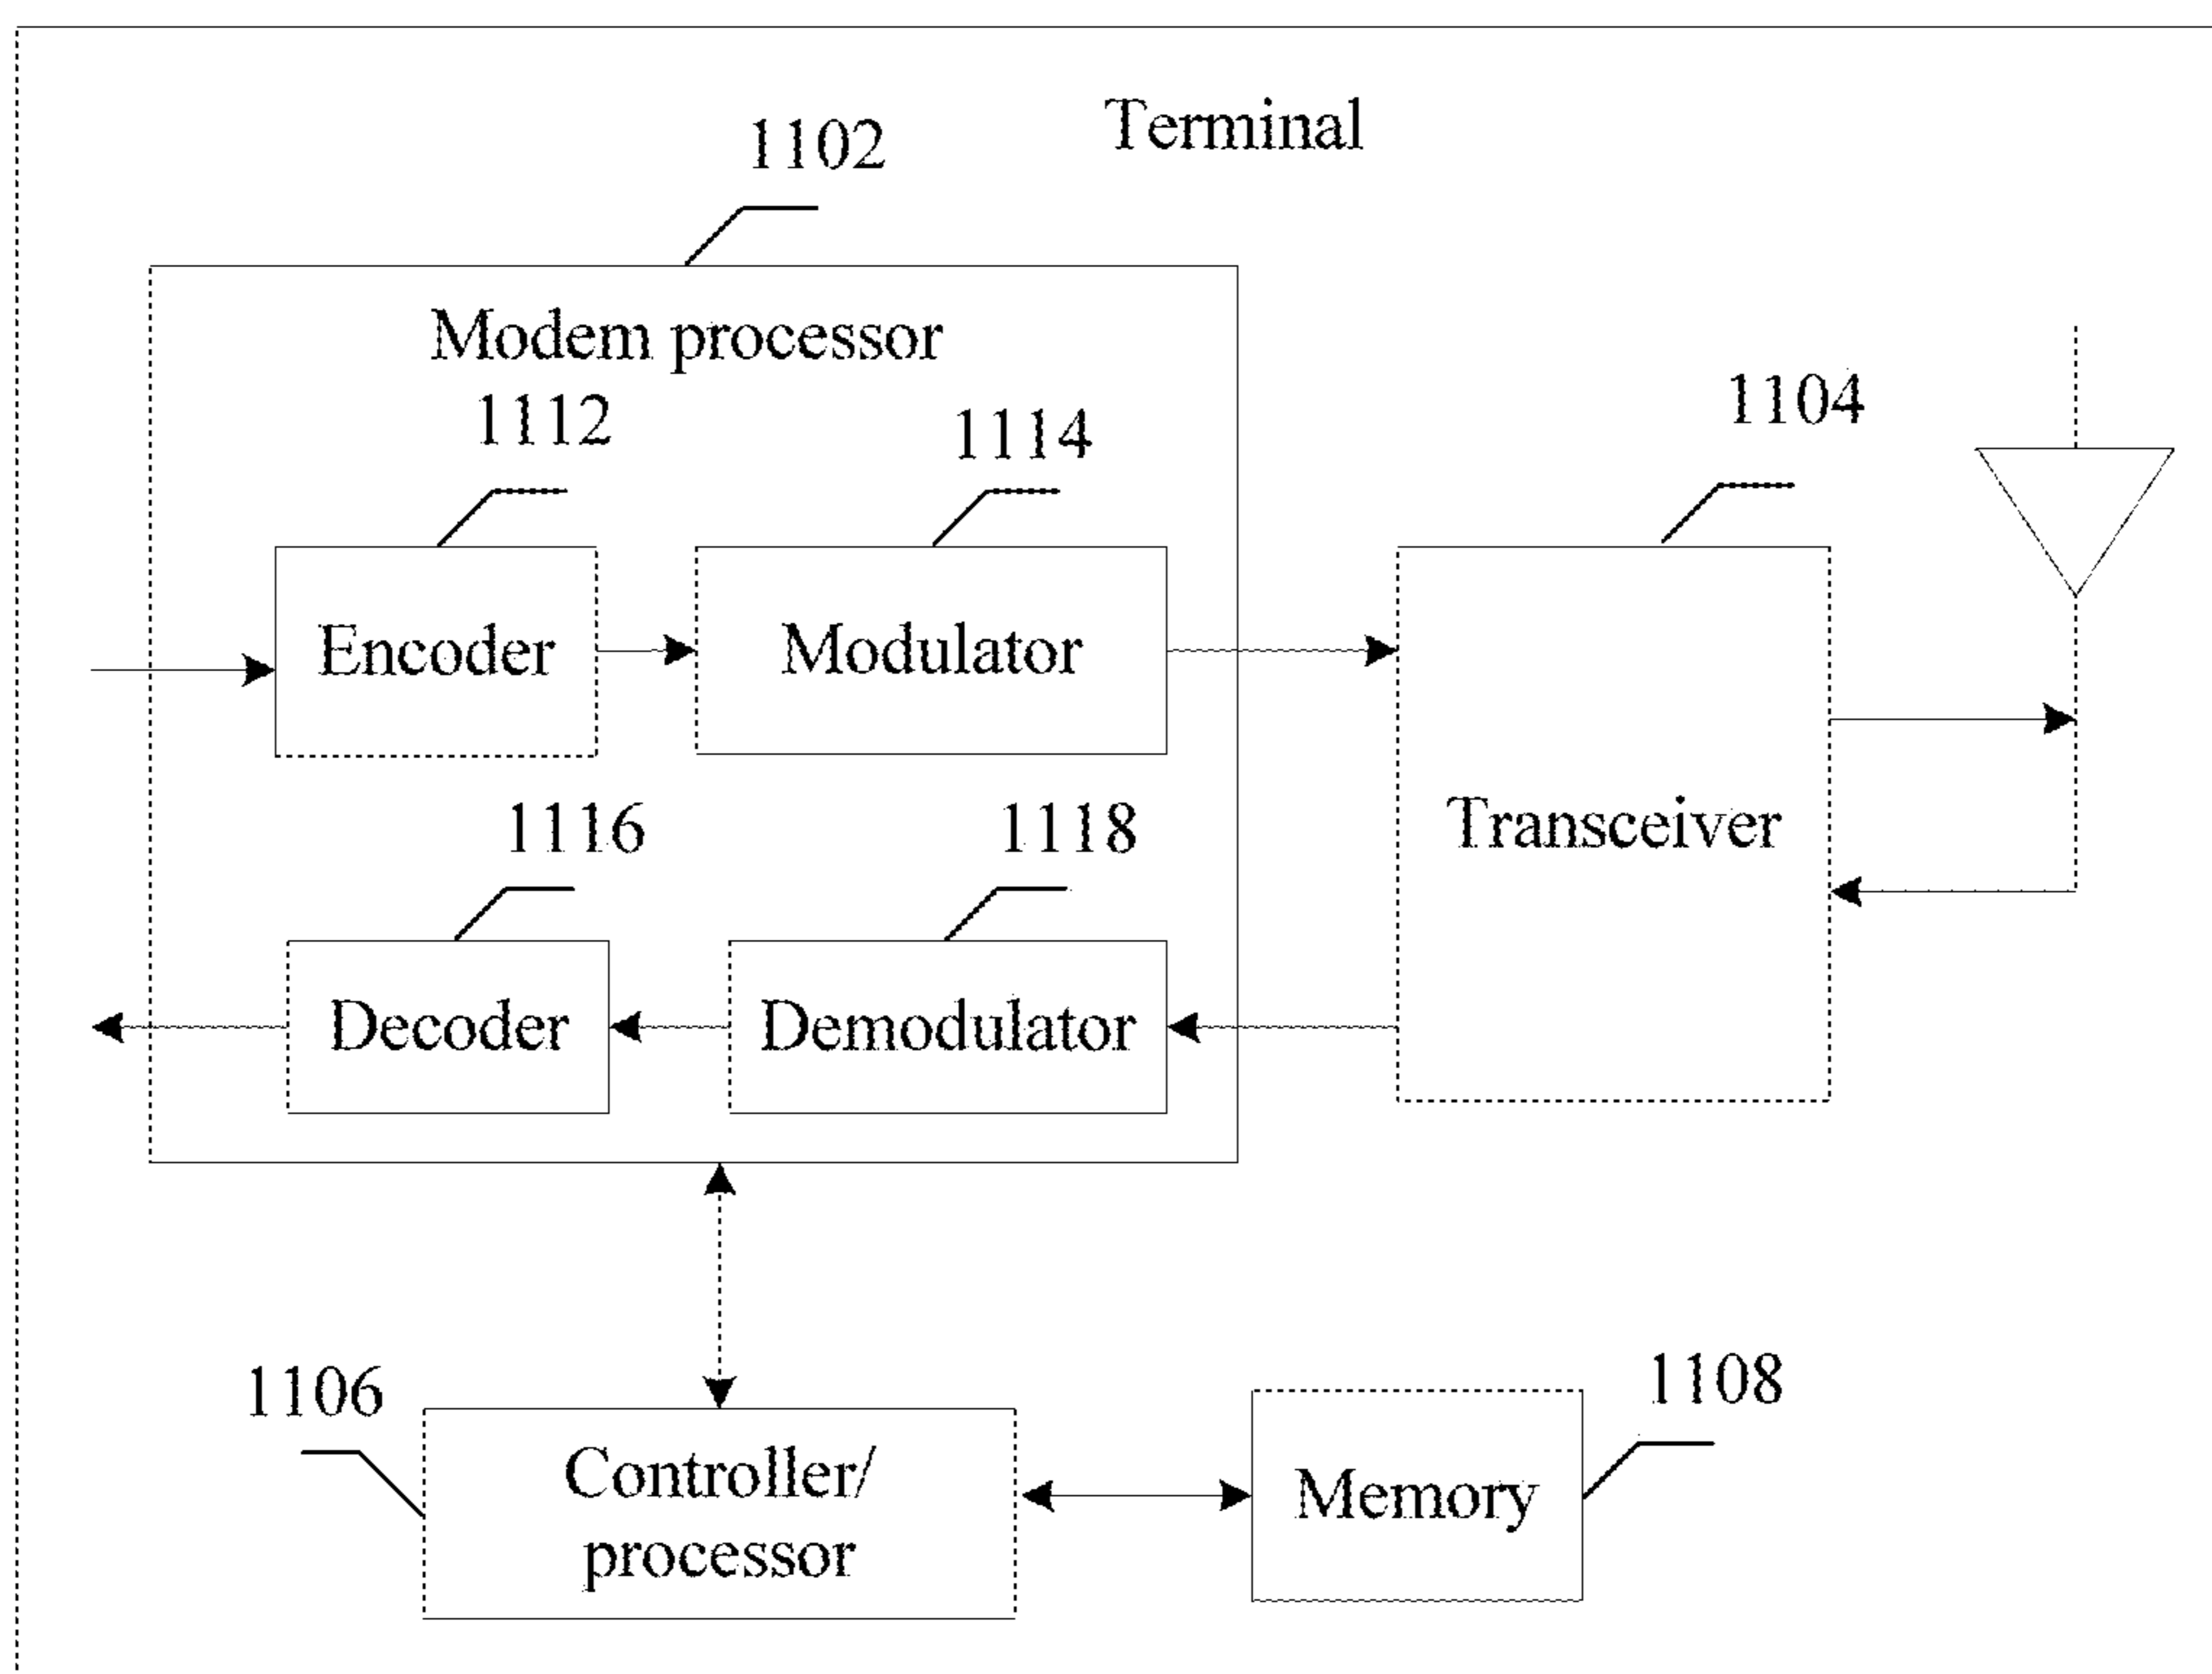 Terminal
1102
Modem processor
1112
1114
1104
Encoder
Modulator
Transceiver
1116
1118
Decoder
Demodulator
1106
Controller/
processor
1108
Memory